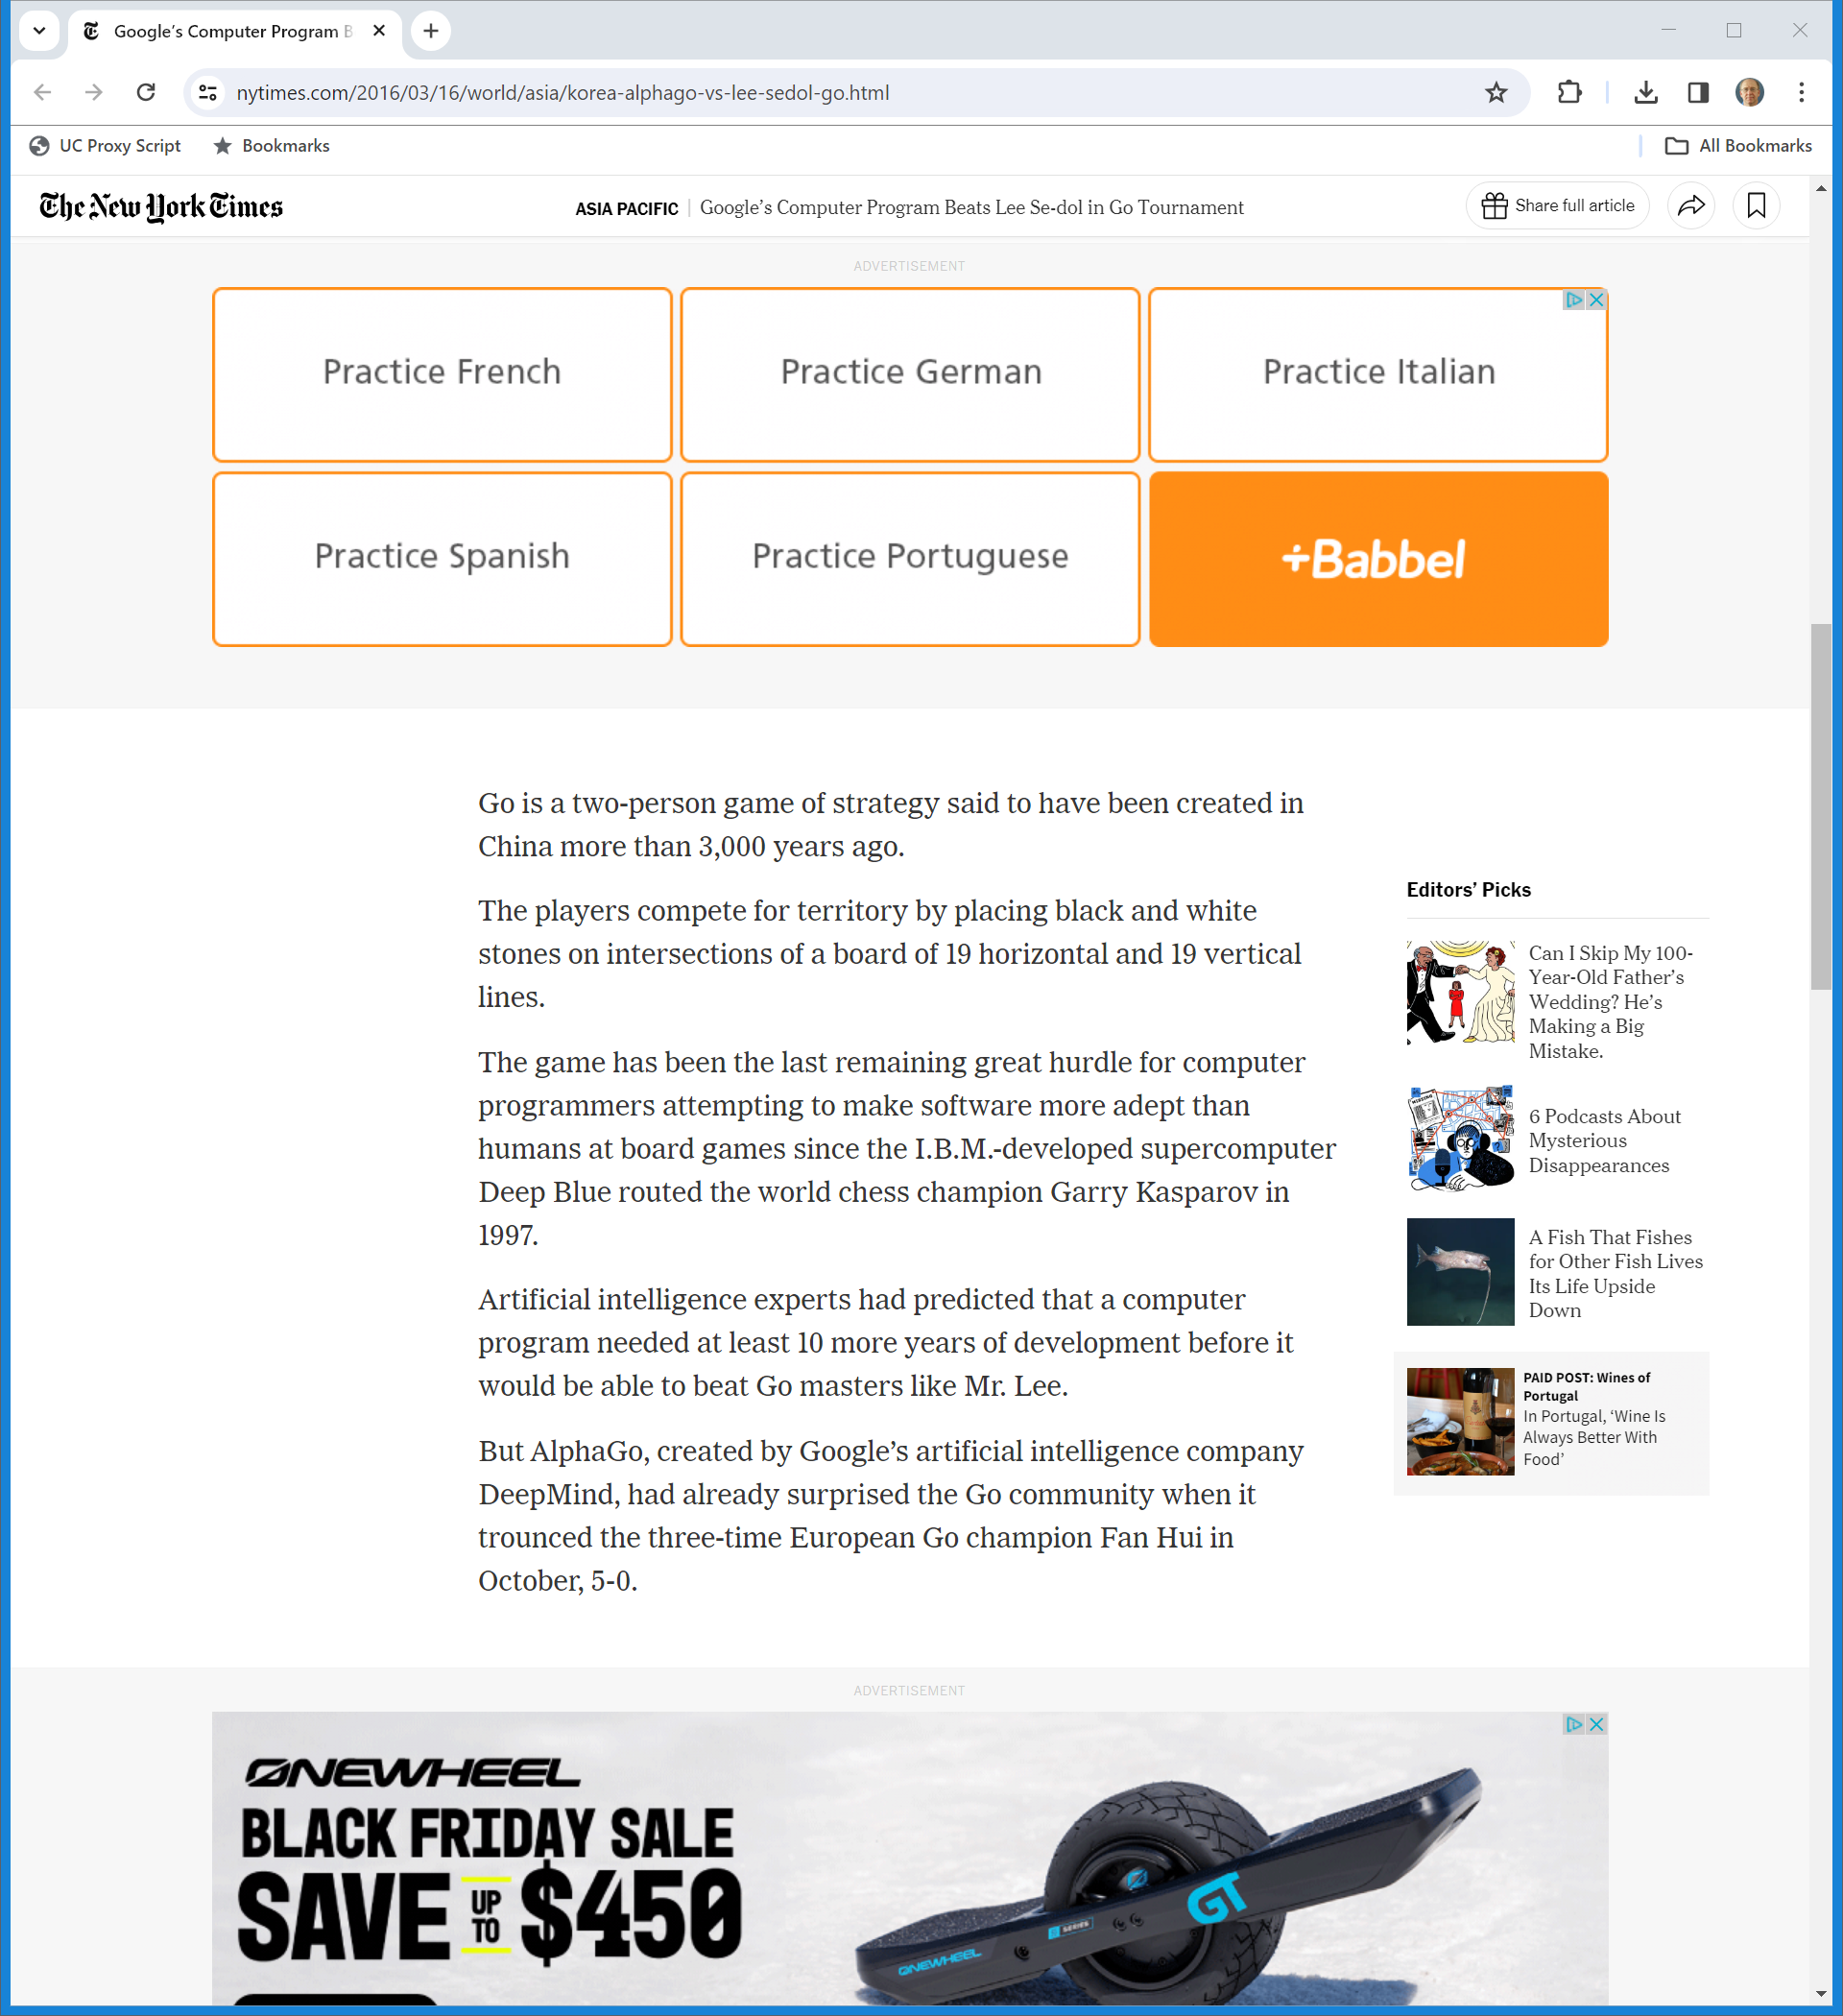 Google's Computer Program B
nytimes.com/2016/03/16/world/asia/korea-alphago-vs-lee-sedol-go.html
UC Proxy Script
Bookmarks
All Bookmarks
The New York Times
ASIA PACIFIC | Google's Computer Program Beats Lee Se-dol in Go Tournament
Share full article
ADVERTISEMENT
Practice French
Practice German
Practice Italian
Practice Spanish
Practice Portuguese
+Babbel
Go is a two-person game of strategy said to have been created in
China more than 3,000 years ago.
The players compete for territory by placing black and white
stones on intersections of a board of 19 horizontal and 19 vertical
lines.
The game has been the last remaining great hurdle for computer
programmers attempting to make software more adept than
humans at board games since the I.B.M.-developed supercomputer
Deep Blue routed the world chess champion Garry Kasparov in
1997.
Artificial intelligence experts had predicted that a computer
program needed at least 10 more years of development before it
would be able to beat Go masters like Mr. Lee.
But AlphaGo, created by Google's artificial intelligence company
DeepMind, had already surprised the Go community when it
trounced the three-time European Go champion Fan Hui in
October, 5-0.
Editors' Picks
Can I Skip My 100-
Year-Old Father's
Wedding? He's
Making a Big
Mistake.
6 Podcasts About
Mysterious
Disappearances
A Fish That Fishes
for Other Fish Lives
Its Life Upside
Down
PAID POST: Wines of
Portugal
In Portugal, 'Wine Is
Always Better With
Food'
ADVERTISEMENT
ONEWHEEL
BLACK FRIDAY SALE
SAVE UP TO $450
GT
SERIES
ONEWHEEL